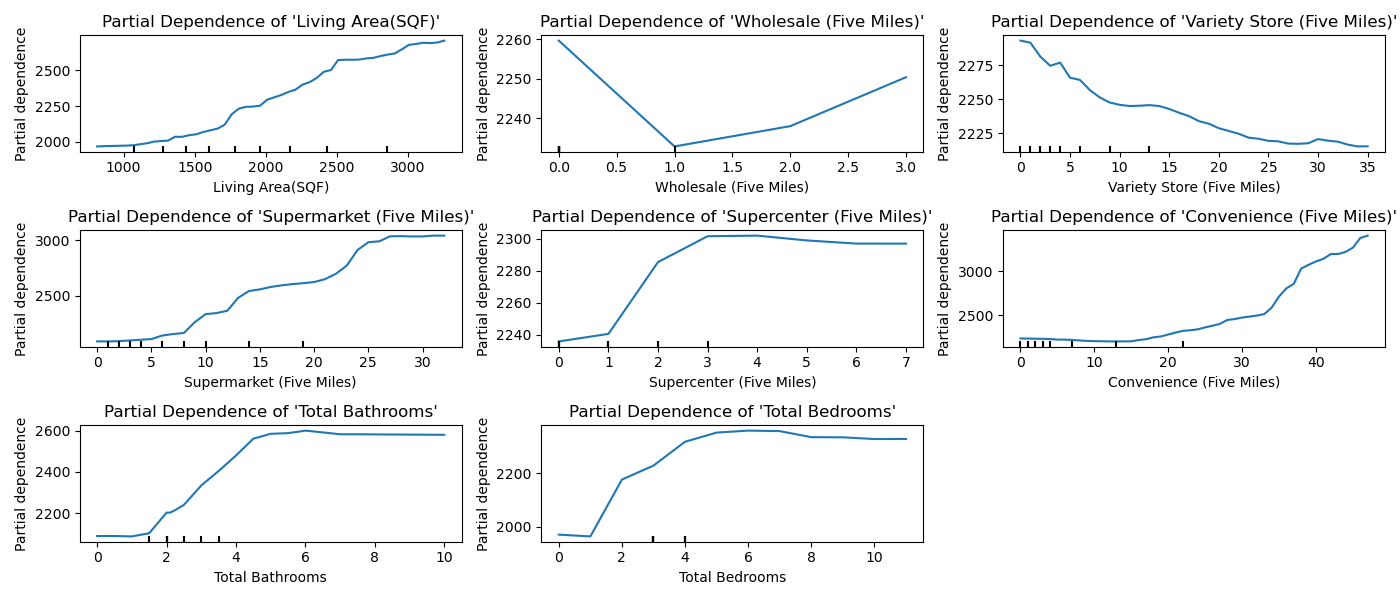 Partial Dependence of 'Living Area(SQF)'
Partial dependence
2500
2250
2000
1000 1500 2000 2500 3000
Living Area(SQF)
Partial Dependence of 'Wholesale (Five Miles)'
Partial dependence
2260
2250
2240
0.0 0.5 1.0 1.5 2.0 2.5 3.0
Wholesale (Five Miles)
Partial Dependence of 'Variety Store (Five Miles)'
Partial dependence
2275
2250
2225
0 5 10 15 20 25 30 35
Variety Store (Five Miles)
Partial Dependence of 'Supermarket (Five Miles)'
Partial dependence
3000
2500
0 5 10 15 20 25 30
Supermarket (Five Miles)
Partial Dependence of 'Supercenter (Five Miles)'
Partial dependence
2300
2280
2260
2240
0 1 2 3 4 5 6 7
Supercenter (Five Miles)
Partial Dependence of 'Convenience (Five Miles)'
Partial dependence
3000
2500
0 10 20 30 40
Convenience (Five Miles)
Partial Dependence of 'Total Bathrooms'
Partial dependence
2600
2400
2200
0 2 4 6 8 10
Total Bathrooms
Partial Dependence of 'Total Bedrooms'
Partial dependence
2200
2000
0 2 4 6 8 10
Total Bedrooms